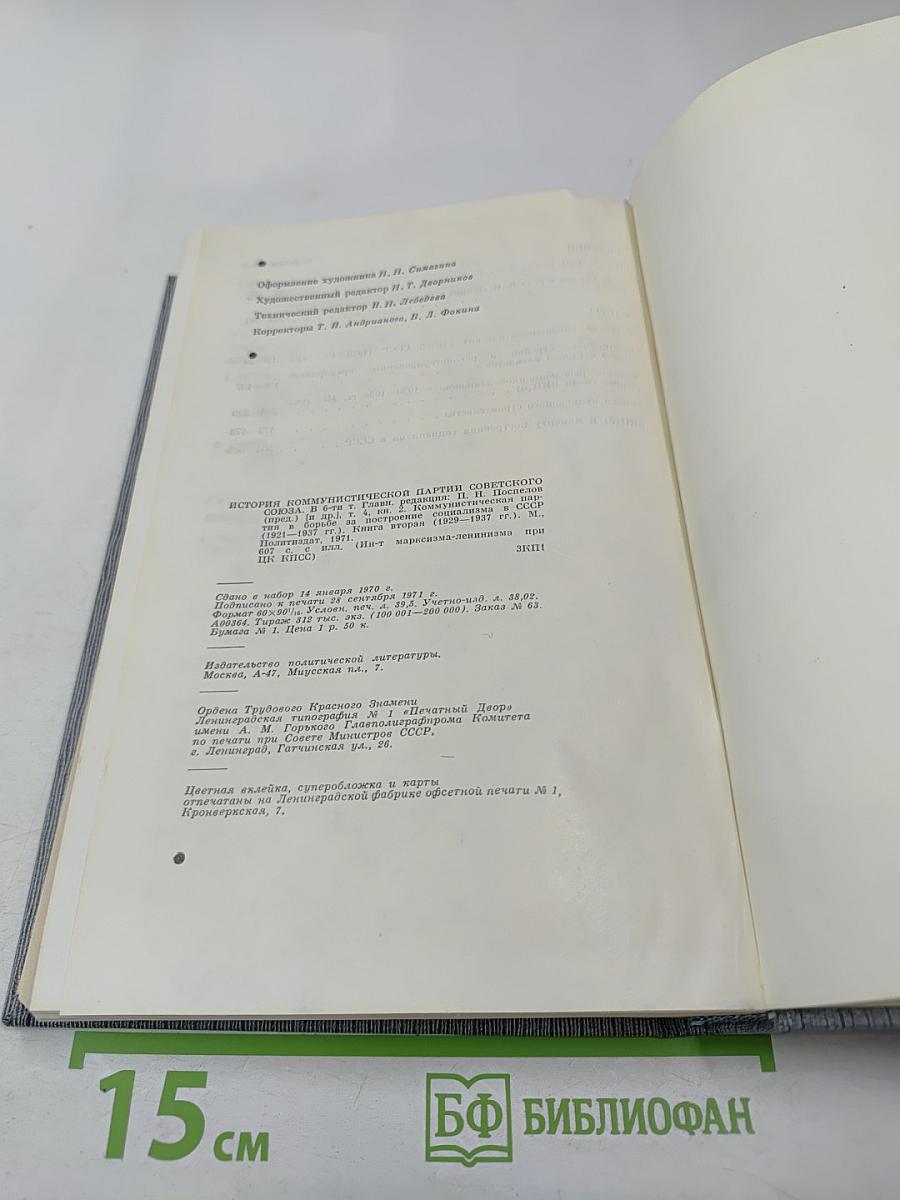 Оформление художника Н. Н. Симагина
Художественный редактор Н. Т. Дворников
Технический редактор Н. И. Лебедева
Корректоры Т. И. Андрианова, В. Л. Фокина
ИСТОРИЯ КОММУНИСТИЧЕСКОЙ ПАРТИИ СОВЕТСКОГО
СОЮЗА. В 6-ти т. Главн. редакция: П. Н. Поспелов
(пред.) [и др.], т. 4, кн. 2. Коммунистическая пар-
тия в борьбе за построение социализма в СССР
(1921—1937 гг.). Книга вторая (1929—1937 гг.). М.,
Политиздат, 1971.
607 с. с илл. (Ин-т марксизма-ленинизма при
ЦК КПСС) 3КП1
Сдано в набор 14 января 1970 г.
Подписано к печати 28 сентября 1971 г.
Формат 60×90 1/16. Условн. печ. л. 39,5. Учетно-изд. л. 38,02.
А00364. Тираж 312 тыс. экз. (100 001—200 000). Заказ № 63.
Бумага № 1. Цена 1 р. 50 к.
Издательство политической литературы.
Москва, А-47, Миусская пл., 7.
Ордена Трудового Красного Знамени
Ленинградская типография № 1 «Печатный Двор»
имени А. М. Горького Главполиграфпрома Комитета
по печати при Совете Министров СССР,
г. Ленинград, Гатчинская ул., 26.
Цветная вклейка, суперобложка и карты
отпечатаны на Ленинградской фабрике офсетной печати № 1,
Кронверкская, 7.
15 см
БФ БИБЛИОФАН